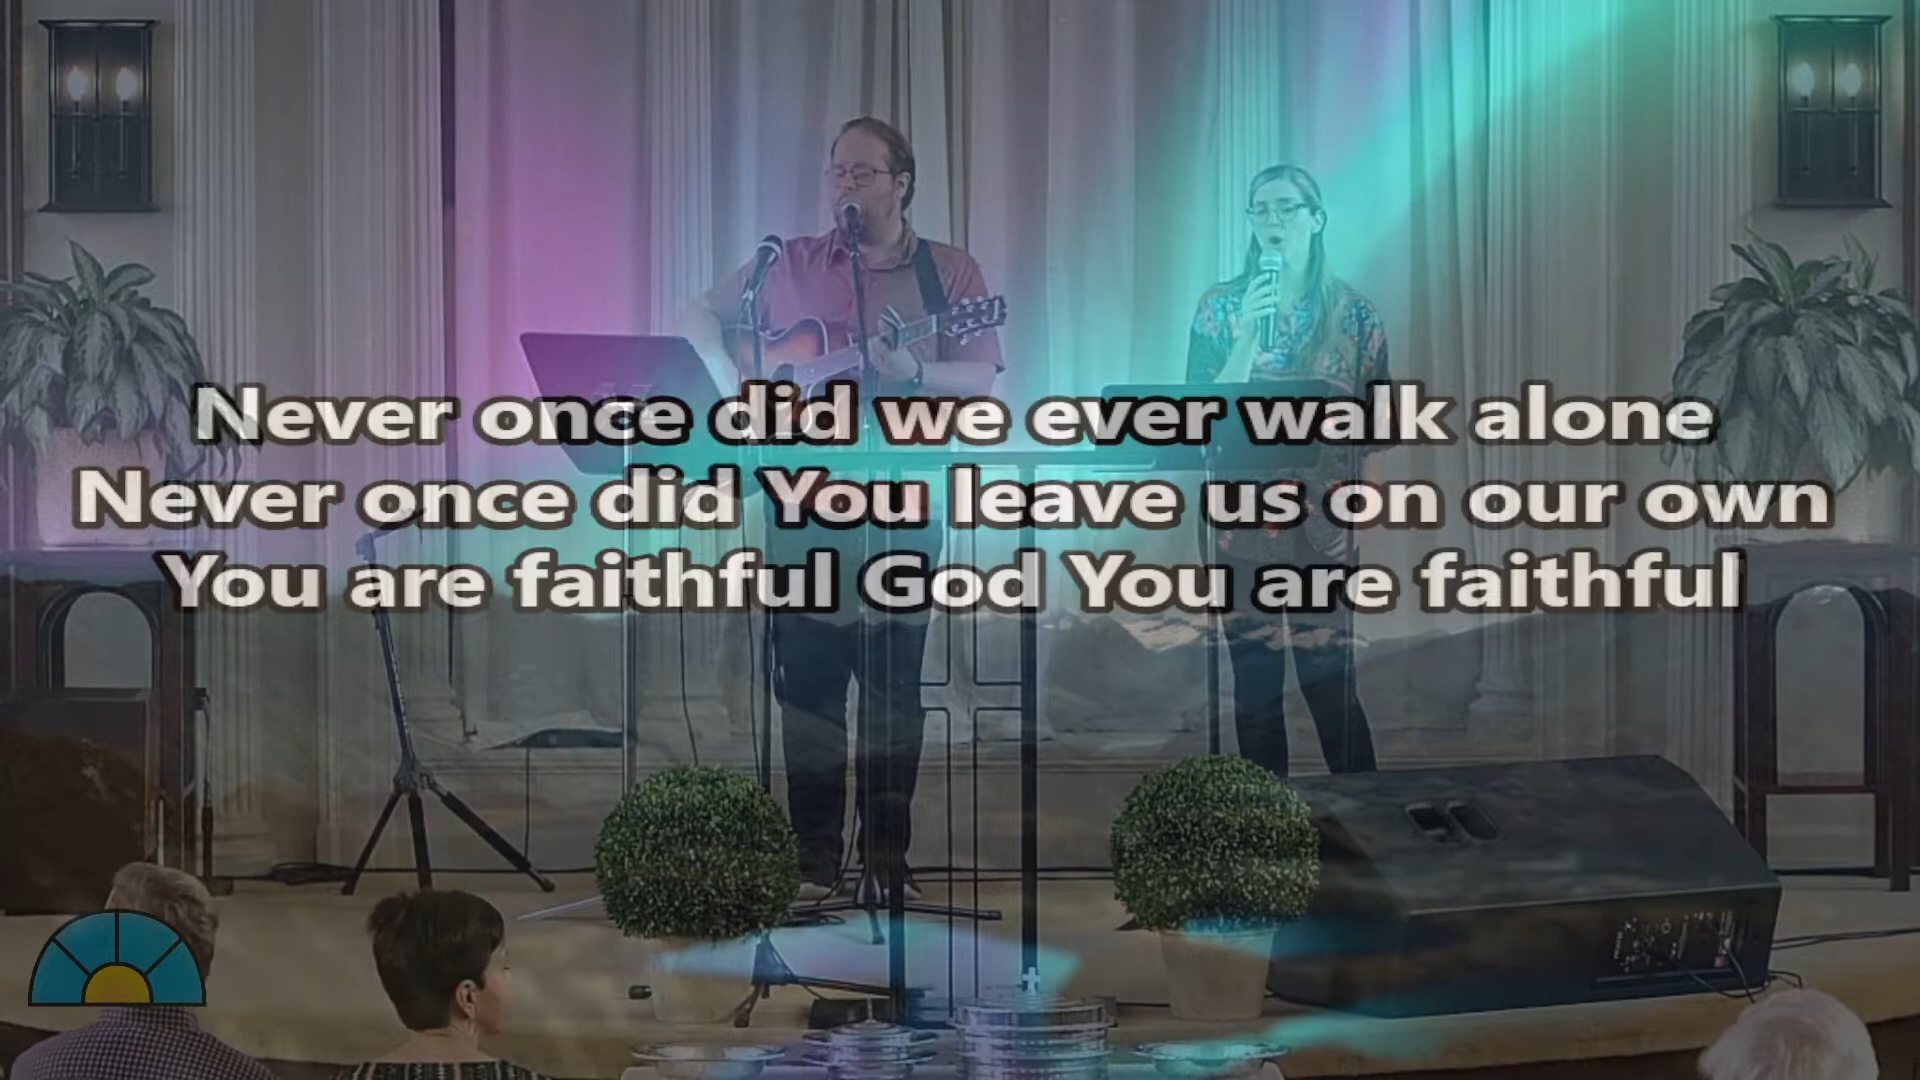 Never once did we ever walk alone
Never once did You leave us on our own
You are faithful God You are faithful